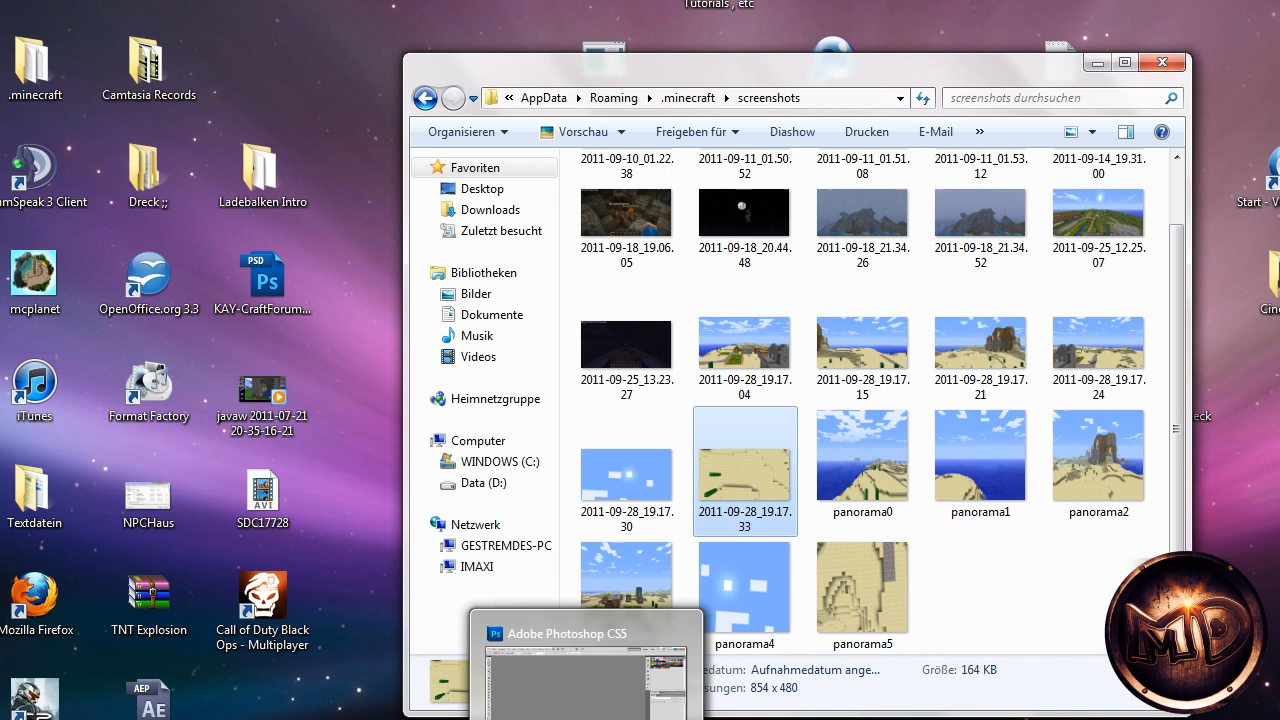 Tutorials , etc
.minecraft
Camtasia Records
mSpeak 3 Client
Dreck ;;
Ladebalken Intro
mcplanet
OpenOffice.org 3.3
PSD
Ps
KAY-CraftForum...
iTunes
Format Factory
javaw 2011-07-21
20-35-16-21
Textdatein
NPCHaus
AVI
SDC17728
Mozilla Firefox
TNT Explosion
Call of Duty Black
Ops - Multiplayer
AEP
AE
« AppData Roaming .minecraft screenshots
screenshots durchsuchen
Organisieren Vorschau Freigeben für Diashow Drucken E-Mail »
Favoriten
Desktop
Downloads
Zuletzt besucht
Bibliotheken
Bilder
Dokumente
Musik
Videos
Heimnetzgruppe
Computer
WINDOWS (C:)
Data (D:)
Netzwerk
GESTREMDES-PC
IMAXI
2011-09-10_01.22.
38
2011-09-11_01.50.
52
2011-09-11_01.51.
08
2011-09-11_01.53.
12
2011-09-14_19.31.
00
2011-09-18_19.06.
05
2011-09-18_20.44.
48
2011-09-18_21.34.
26
2011-09-18_21.34.
52
2011-09-25_12.25.
07
2011-09-25_13.23.
27
2011-09-28_19.17.
04
2011-09-28_19.17.
15
2011-09-28_19.17.
21
2011-09-28_19.17.
24
2011-09-28_19.17.
30
2011-09-28_19.17.
33
panorama0
panorama1
panorama2
panorama4
panorama5
Ps Adobe Photoshop CS5
edatum: Aufnahmedatum ange...
Größe: 164 KB
sungen: 854 x 480
Start - V
Cine
eck
MD